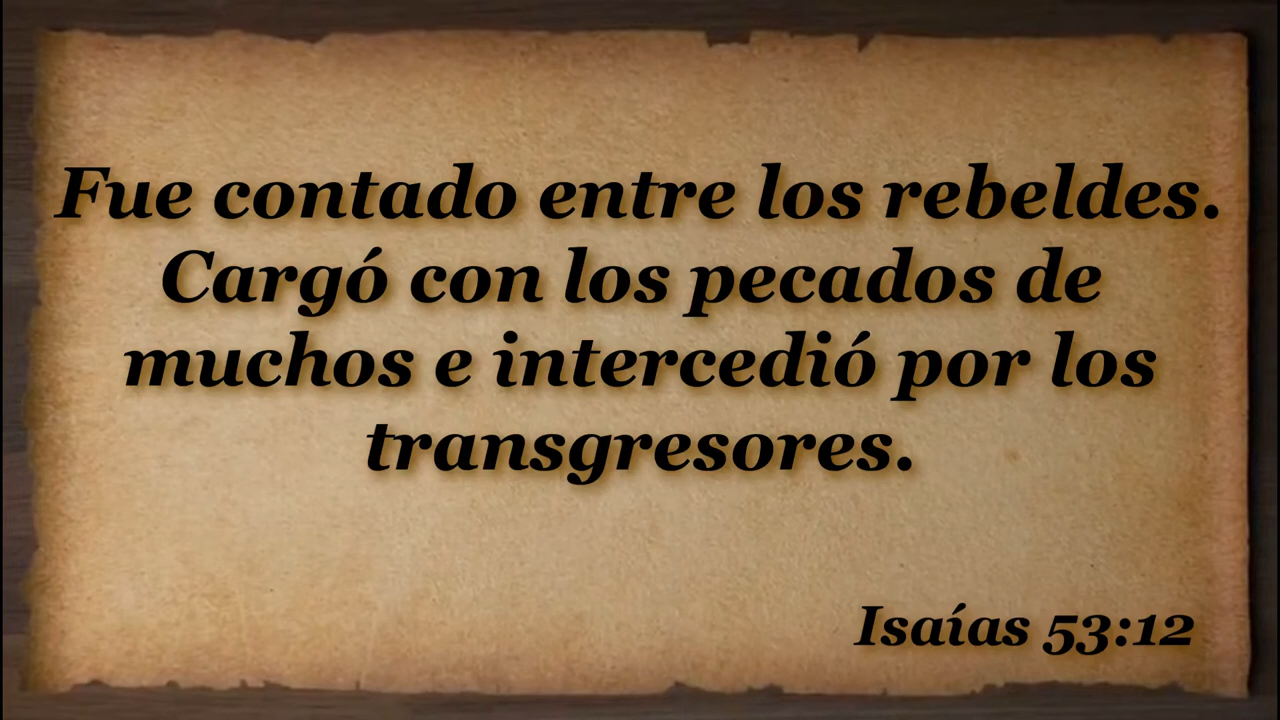 Fue contado entre los rebeldes.
Cargó con los pecados de
muchos e intercedió por los
transgresores.
Isaías 53:12